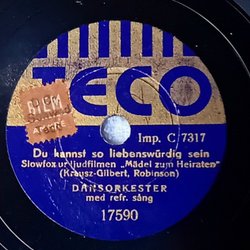 TECO
BIEM
Imp. C 7317
Du kannst so liebenswürdig sein
Slowfox ur ljudfilmen „Mädel zum Heiraten"
(Krausz-Gilbert, Robinson)
DANSORKESTER
med refr. sång
17590